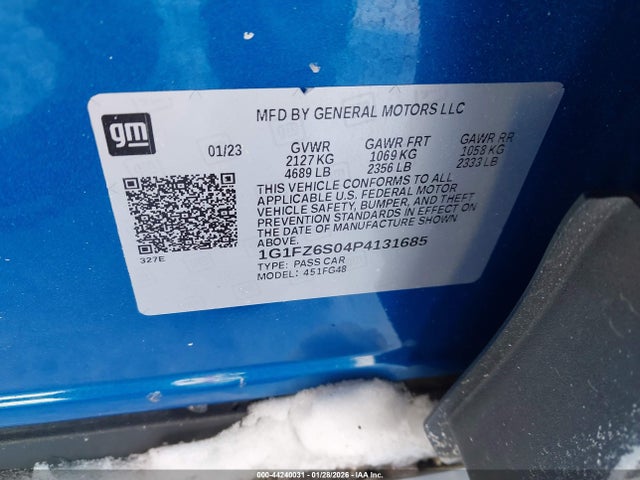 gm
MFD BY GENERAL MOTORS LLC
01/23 GVWR GAWR FRT GAWR RR
2127 KG 1069 KG 1058 KG
4689 LB 2356 LB 2333 LB
THIS VEHICLE CONFORMS TO ALL
APPLICABLE U.S. FEDERAL MOTOR
VEHICLE SAFETY, BUMPER, AND THEFT
PREVENTION STANDARDS IN EFFECT ON
THE DATE OF MANUFACTURE SHOWN
ABOVE.
1G1FZ6S04P4131685
TYPE: PASS CAR
MODEL: 451FG48
327E
00-44240031 | 01/28/2026 | IAA Inc.